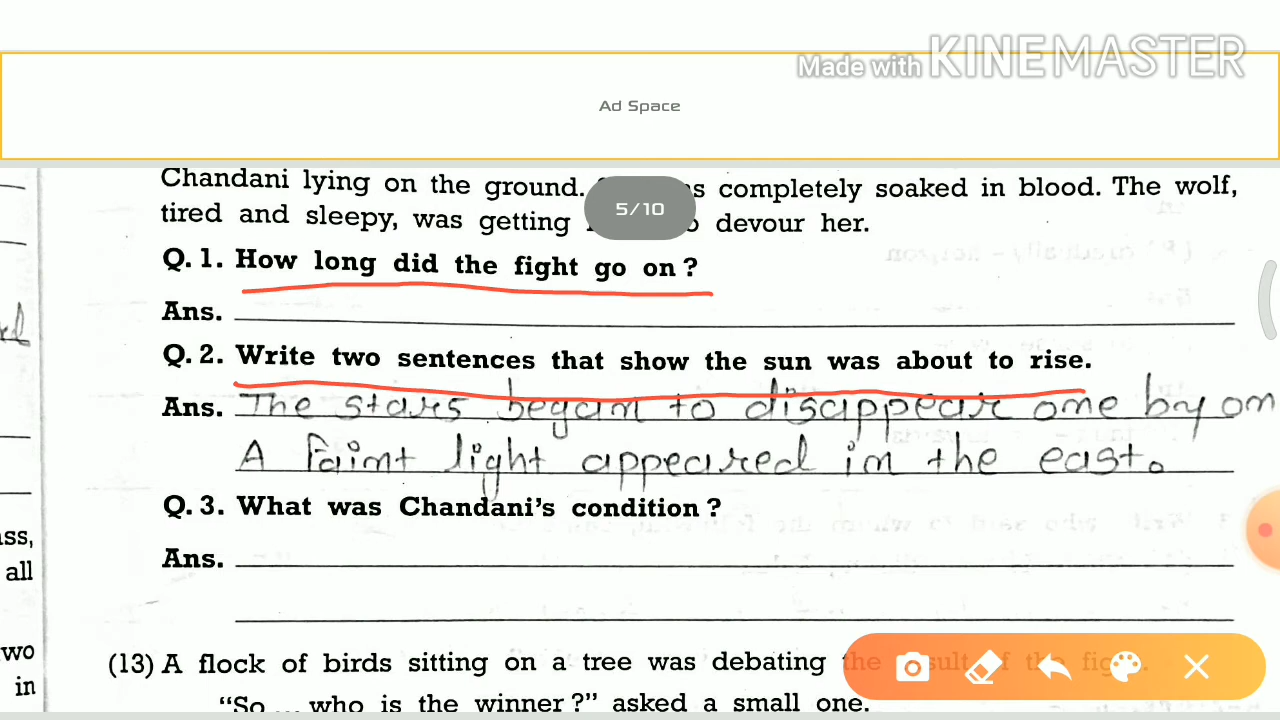 Made with KINEMASTER
Ad Space
Chandani lying on the ground. s completely soaked in blood. The wolf,
5/10
tired and sleepy, was getting devour her.
Q. 1. How long did the fight go on ?
Ans.
Q. 2. Write two sentences that show the sun was about to rise.
Ans. The stars began to disappear one by on
A faint light appeared in the east.
Q. 3. What was Chandani's condition ?
Ans.
ss,
all
wo
in
(13) A flock of birds sitting on a tree was debating the sult f the fig
"So ... who is the winner ?" asked a small one.